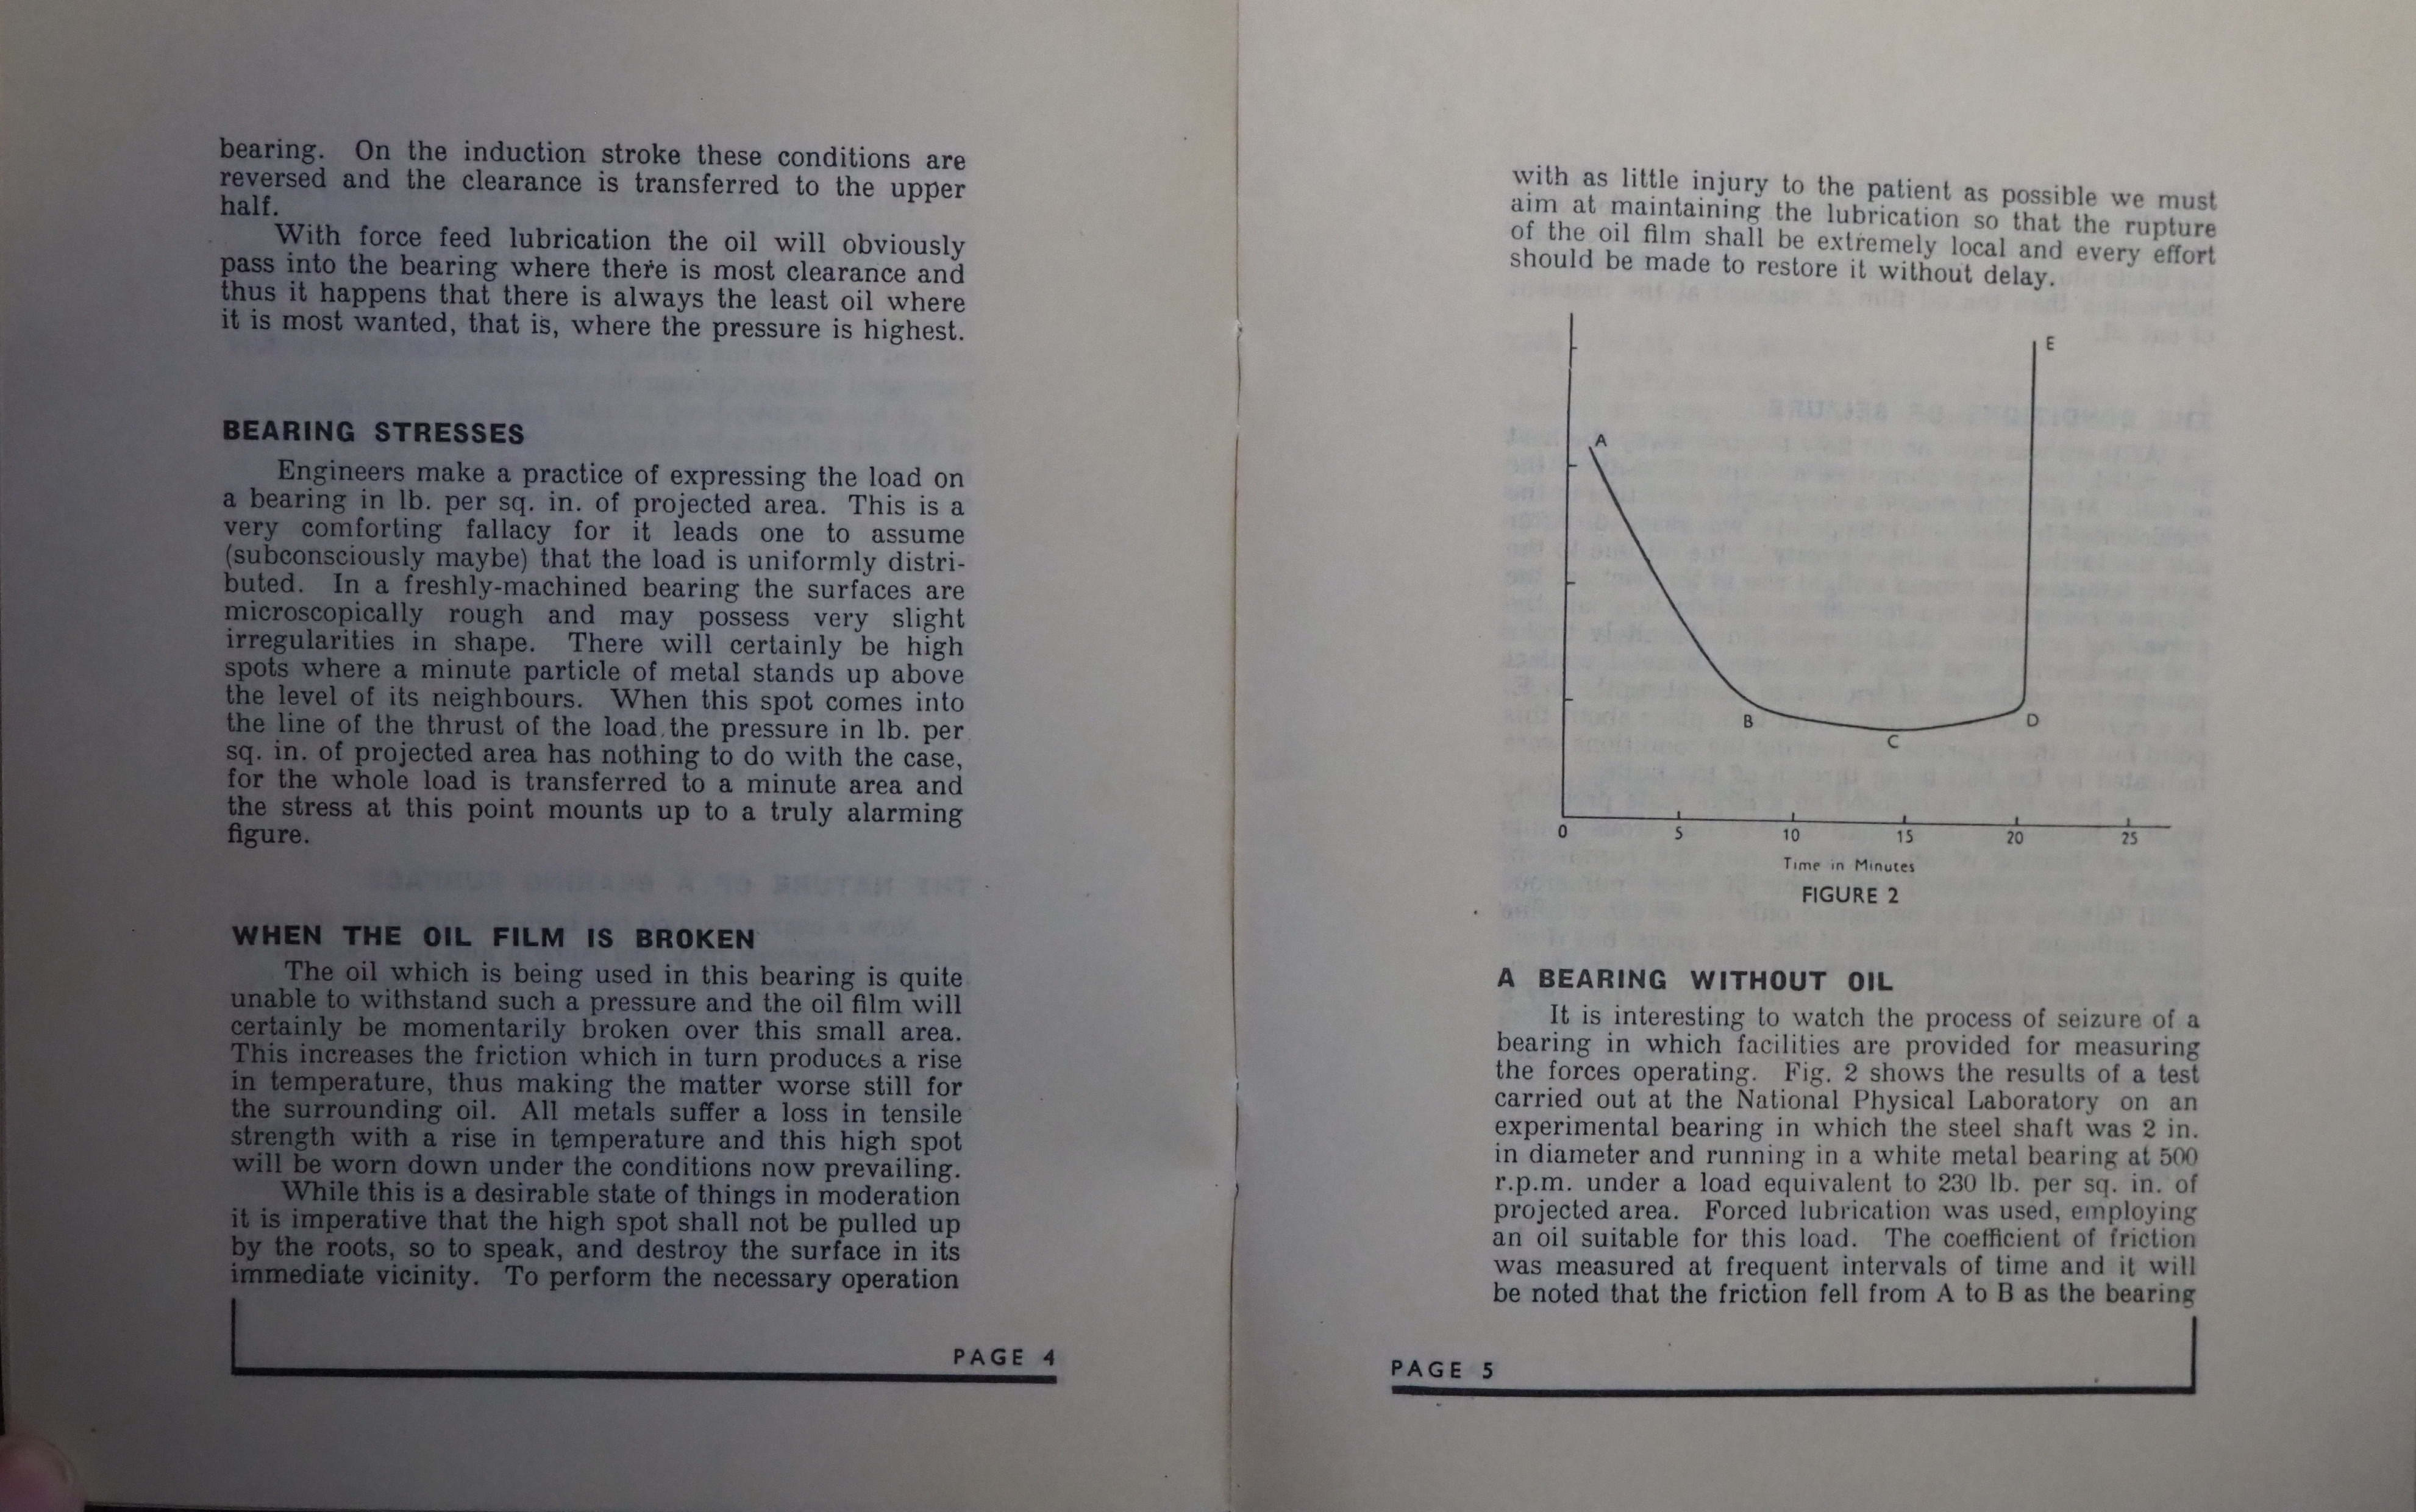 bearing. On the induction stroke these conditions are
reversed and the clearance is transferred to the upper
half.
With force feed lubrication the oil will obviously
pass into the bearing where there is most clearance and
thus it happens that there is always the least oil where
it is most wanted, that is, where the pressure is highest.
BEARING STRESSES
Engineers make a practice of expressing the load on
a bearing in lb. per sq. in. of projected area. This is a
very comforting fallacy for it leads one to assume
(subconsciously maybe) that the load is uniformly distri-
buted. In a freshly-machined bearing the surfaces are
microscopically rough and may possess very slight
irregularities in shape. There will certainly be high
spots where a minute particle of metal stands up above
the level of its neighbours. When this spot comes into
the line of the thrust of the load the pressure in lb. per
sq. in. of projected area has nothing to do with the case,
for the whole load is transferred to a minute area and
the stress at this point mounts up to a truly alarming
figure.
WHEN THE OIL FILM IS BROKEN
The oil which is being used in this bearing is quite
unable to withstand such a pressure and the oil film will
certainly be momentarily broken over this small area.
This increases the friction which in turn produces a rise
in temperature, thus making the matter worse still for
the surrounding oil. All metals suffer a loss in tensile
strength with a rise in temperature and this high spot
will be worn down under the conditions now prevailing.
While this is a desirable state of things in moderation
it is imperative that the high spot shall not be pulled up
by the roots, so to speak, and destroy the surface in its
immediate vicinity. To perform the necessary operation
PAGE 4
with as little injury to the patient as possible we must
aim at maintaining the lubrication so that the rupture
of the oil film shall be extremely local and every effort
should be made to restore it without delay.
E
A
B
C
D
0 5 10 15 20 25
Time in Minutes
FIGURE 2
A BEARING WITHOUT OIL
It is interesting to watch the process of seizure of a
bearing in which facilities are provided for measuring
the forces operating. Fig. 2 shows the results of a test
carried out at the National Physical Laboratory on an
experimental bearing in which the steel shaft was 2 in.
in diameter and running in a white metal bearing at 500
r.p.m. under a load equivalent to 230 lb. per sq. in. of
projected area. Forced lubrication was used, employing
an oil suitable for this load. The coefficient of friction
was measured at frequent intervals of time and it will
be noted that the friction fell from A to B as the bearing
PAGE 5